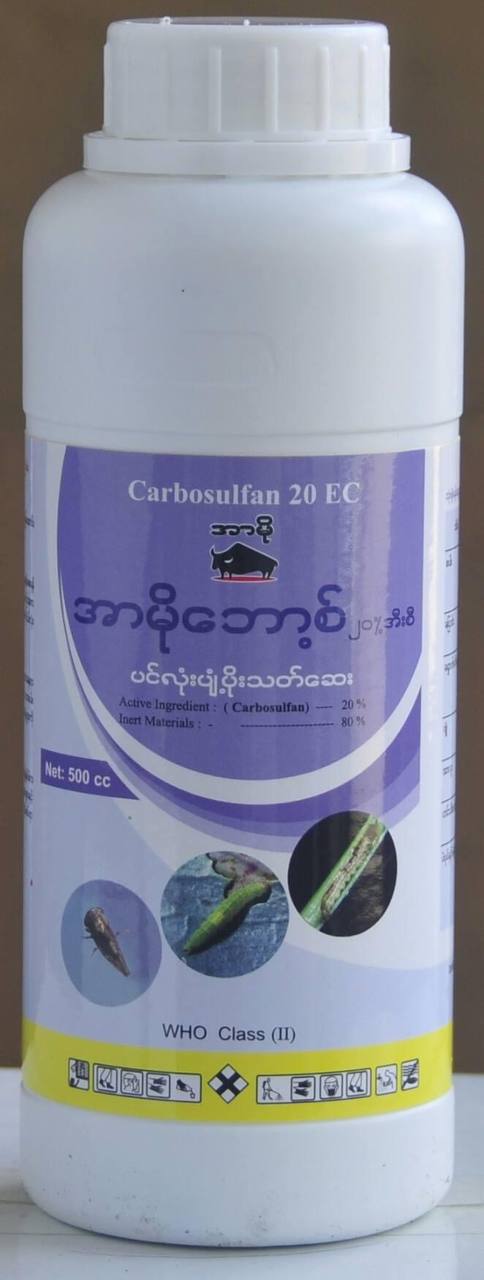 Carbosulfan 20 EC
အာမို
အာမိုဘော့စ် ၂၀% အီးစီ
ပင်လုံးပျံ့ပိုးသတ်ဆေး
Active Ingredient : ( Carbosulfan) ---- 20 %
Inert Materials : - ---------------------- 80 %
Net: 500 cc
WHO Class (II)